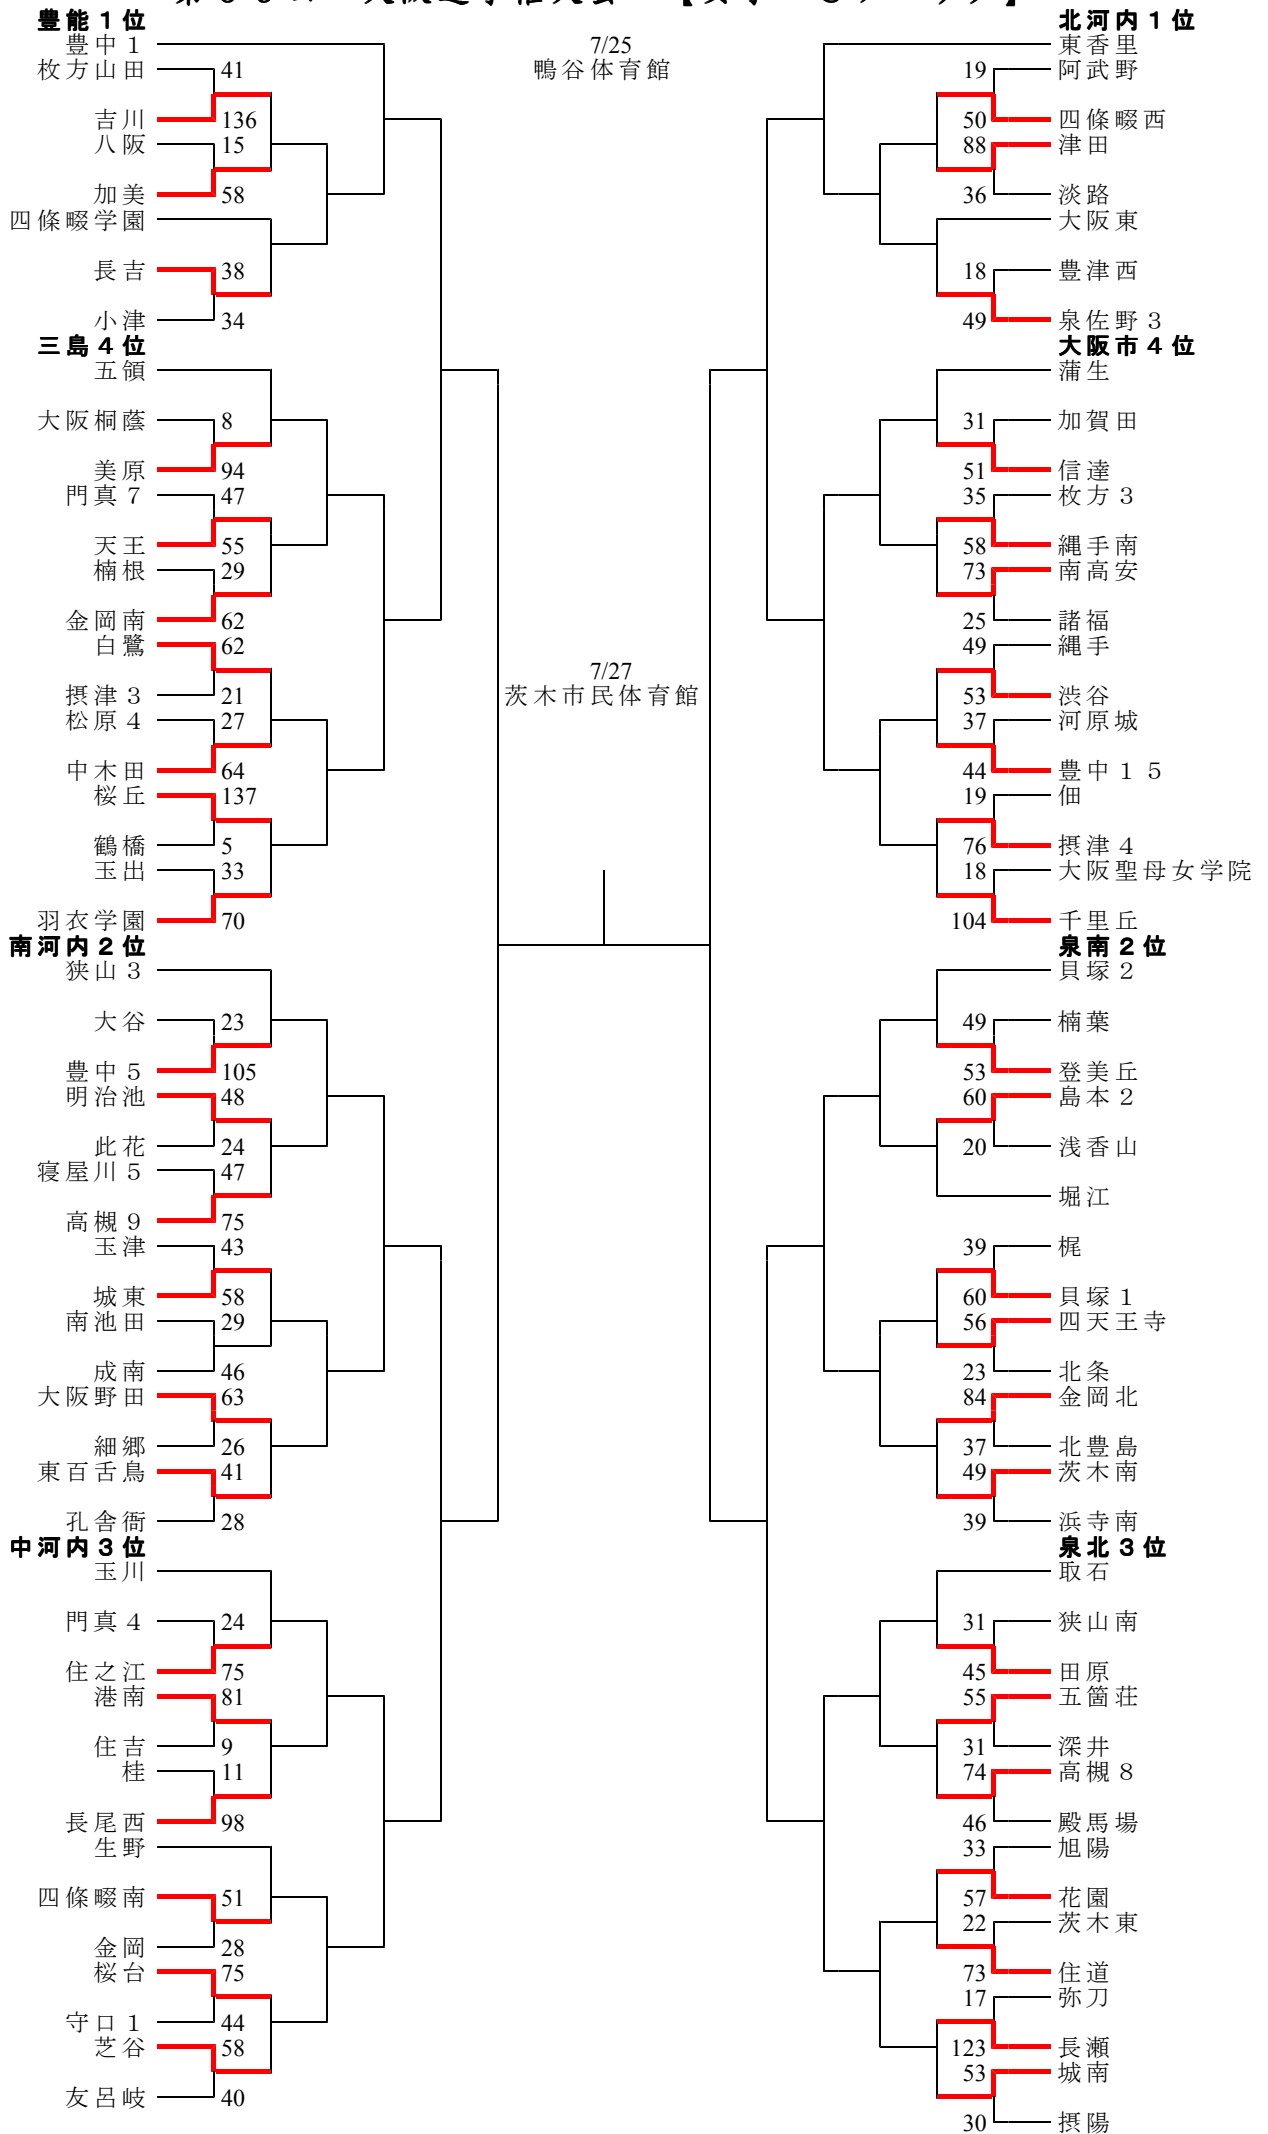 豊能１位
豊中１
枚方山田 41
吉川 136
八阪 15
加美 58
四條畷学園
長吉 38
小津 34
三島４位
五領
大阪桐蔭 8
美原 94
門真７ 47
天王 55
楠根 29
金岡南 62
白鷺 62
摂津３ 21
松原４ 27
中木田 64
桜丘 137
鶴橋 5
玉出 33
羽衣学園 70
南河内２位
狭山３
大谷 23
豊中５ 105
明治池 48
此花 24
寝屋川５ 47
高槻９ 75
玉津 43
城東 58
南池田 29
成南 46
大阪野田 63
細郷 26
東百舌鳥 41
孔舎衙 28
中河内３位
玉川
門真４ 24
住之江 75
港南 81
住吉 9
桂 11
長尾西 98
生野
四條畷南 51
金岡 28
桜台 75
守口１ 44
芝谷 58
友呂岐 40
7/25
鴨谷体育館
7/27
茨木市民体育館
北河内１位
東香里
19 阿武野
50 四條畷西
88 津田
36 淡路
大阪東
18 豊津西
49 泉佐野３
大阪市４位
蒲生
31 加賀田
51 信達
35 枚方３
58 縄手南
73 南高安
25 諸福
49 縄手
53 渋谷
37 河原城
44 豊中１５
19 佃
76 摂津４
18 大阪聖母女学院
104 千里丘
泉南２位
貝塚２
49 楠葉
53 登美丘
60 島本２
20 浅香山
堀江
39 梶
60 貝塚１
56 四天王寺
23 北条
84 金岡北
37 北豊島
49 茨木南
39 浜寺南
泉北３位
取石
31 狭山南
45 田原
55 五箇荘
31 深井
74 高槻８
46 殿馬場
33 旭陽
57 花園
22 茨木東
73 住道
17 弥刀
123 長瀬
53 城南
30 摂陽